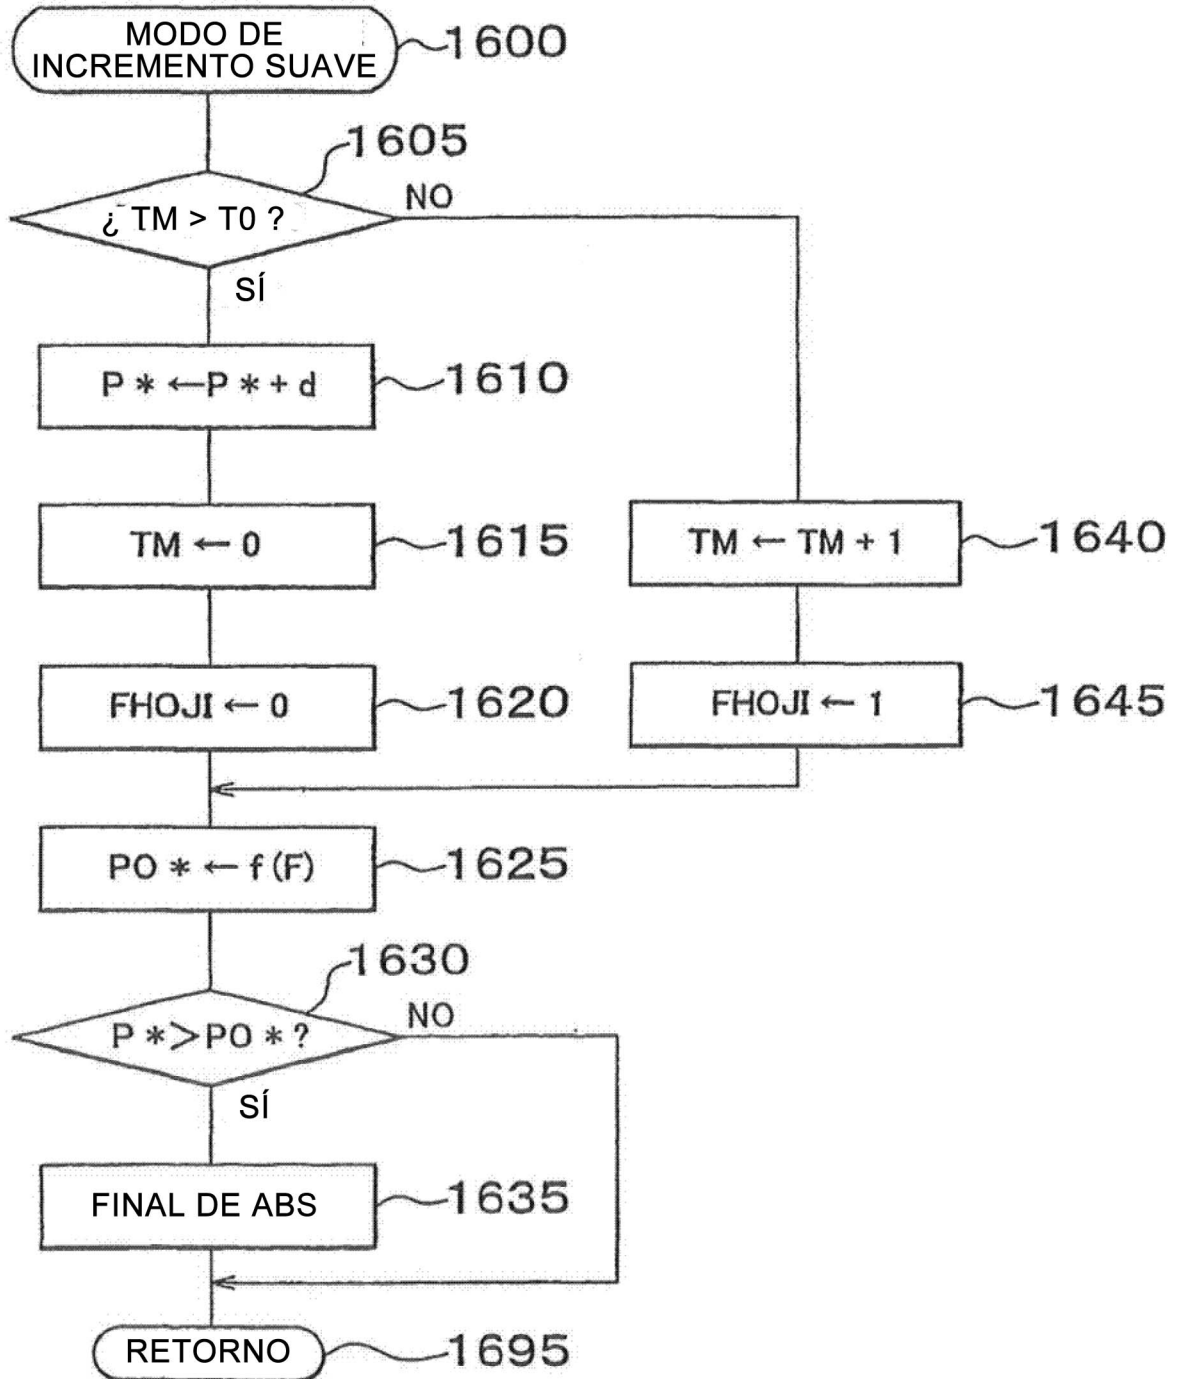 MODO DE
INCREMENTO SUAVE
1600
1605
¿ TM > T0 ?
NO
SÍ
P * ← P * + d
1610
TM ← 0
1615
TM ← TM + 1
1640
FHOJI ← 0
1620
FHOJI ← 1
1645
PO * ← f (F)
1625
1630
P * > PO * ?
NO
SÍ
FINAL DE ABS
1635
RETORNO
1695